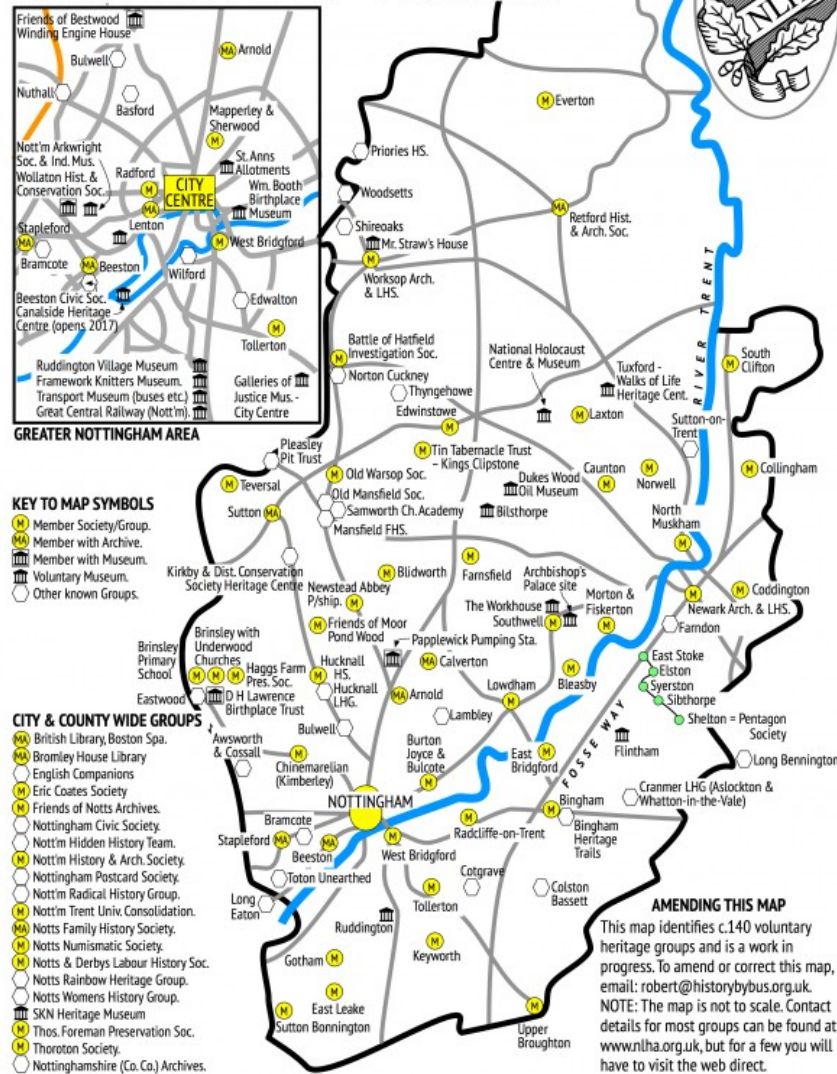 NLHA
Friends of Bestwood
Winding Engine House
Bulwell
Nuthall
Basford
MA Arnold
Mapperley &
Sherwood
M
Nott'm Arkwright
Soc. & Ind. Mus.
Wollaton Hist. &
Conservation Soc.
Radford
M
CITY
CENTRE
St. Anns
Allotments
Wm. Booth
Birthplace
Museum
MA
Lenton
Stapleford
MA
Bramcote
MA Beeston
M West Bridgford
Wilford
Beeston Civic Soc.
Canalside Heritage
Centre (opens 2017)
Edwalton
M
Tollerton
Ruddington Village Museum
Framework Knitters Museum.
Transport Museum (buses etc.)
Great Central Railway (Nott'm).
Galleries of
Justice Mus. -
City Centre
GREATER NOTTINGHAM AREA
M Everton
Priories HS.
Woodsetts
MA
Retford Hist.
& Arch. Soc.
Shireoaks
Mr. Straw's House
M
Worksop Arch.
& LHS.
RIVER TRENT
Battle of Hatfield
Investigation Soc.
M
Norton Cuckney
Thyngehowe
Edwinstowe
M
National Holocaust
Centre & Museum
Tuxford -
Walks of Life
Heritage Cent.
South
Clifton
M
M Laxton
Sutton-on-
Trent
Pleasley
Pit Trust
M Tin Tabernacle Trust
– Kings Clipstone
M Teversal
M Old Warsop Soc.
Old Mansfield Soc.
Samworth Ch. Academy
Mansfield FHS.
Sutton MA
Dukes Wood
Oil Museum
Bilsthorpe
Caunton
M
M
Norwell
M Collingham
North
Muskham
M
KEY TO MAP SYMBOLS
M Member Society/Group.
MA Member with Archive.
Member with Museum.
Voluntary Museum.
Other known Groups.
Kirkby & Dist. Conservation
Society Heritage Centre
M Blidworth
M
Farnsfield
Newstead Abbey
P/ship. M
Archbishop's
Palace site
The Workhouse
Southwell M
Morton &
Fiskerton
M
M
Newark Arch. & LHS.
M Coddington
Farndon
M Friends of Moor
Pond Wood
Papplewick Pumping Sta.
Brinsley
Primary
School
Brinsley with
Underwood
Churches
M M M Haggs Farm
Pres. Soc.
Eastwood
D H Lawrence
Birthplace Trust
Hucknall
HS.
M
Hucknall
LHG.
MA Calverton
MA Arnold
Lowdham
M
M
Bleasby
East Stoke
Elston
Syerston
Sibthorpe
Shelton = Pentagon
Society
Lambley
Bulwell
Awsworth
& Cossall
M
Chinemarelian
(Kimberley)
Burton
Joyce &
Bulcote
M
East
Bridgford
M
FOSSE WAY
Flintham
Long Bennington
CITY & COUNTY WIDE GROUPS
MA British Library, Boston Spa.
MA Bromley House Library
English Companions
M Eric Coates Society
M Friends of Notts Archives.
Nottingham Civic Society.
Nott'm Hidden History Team.
M Nott'm History & Arch. Society.
Nottingham Postcard Society.
Nott'm Radical History Group.
M Nott'm Trent Univ. Consolidation.
MA Notts Family History Society.
M Notts Numismatic Society.
M Notts & Derbys Labour History Soc.
Notts Rainbow Heritage Group.
Notts Womens History Group.
SKN Heritage Museum
M Thos. Foreman Preservation Soc.
M Thoroton Society.
Nottinghamshire (Co. Co.) Archives.
NOTTINGHAM
Bramcote
Stapleford MA
MA
Beeston
M
West Bridgford
M
Radcliffe-on-Trent
M Bingham
Bingham
Heritage
Trails
Cranmer LHG (Aslockton &
Whatton-in-the-Vale)
Toton Unearthed
Long
Eaton
Cotgrave
M
Tollerton
Colston
Bassett
Ruddington
M
Keyworth
Gotham M
M
East Leake
M
Sutton Bonnington
M
Upper
Broughton
AMENDING THIS MAP
This map identifies c.140 voluntary
heritage groups and is a work in
progress. To amend or correct this map,
email: robert@historybybus.org.uk.
NOTE: The map is not to scale. Contact
details for most groups can be found at
www.nlha.org.uk, but for a few you will
have to visit the web direct.